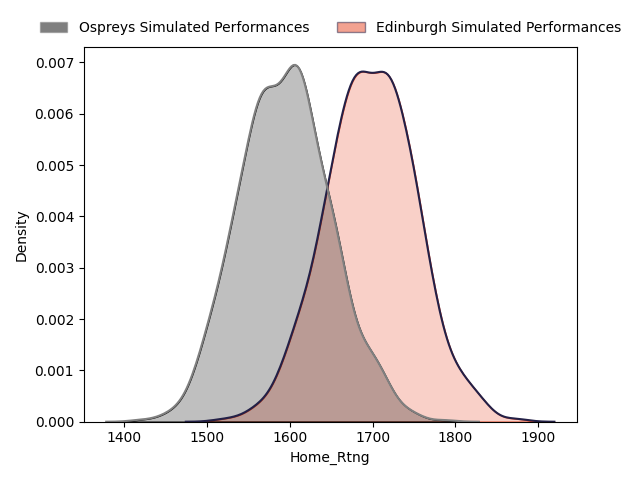 Ospreys Simulated Performances
Edinburgh Simulated Performances
0.007
0.006
0.005
0.004
0.003
0.002
0.001
0.000
Density
1400 1500 1600 1700 1800 1900
Home_Rtng